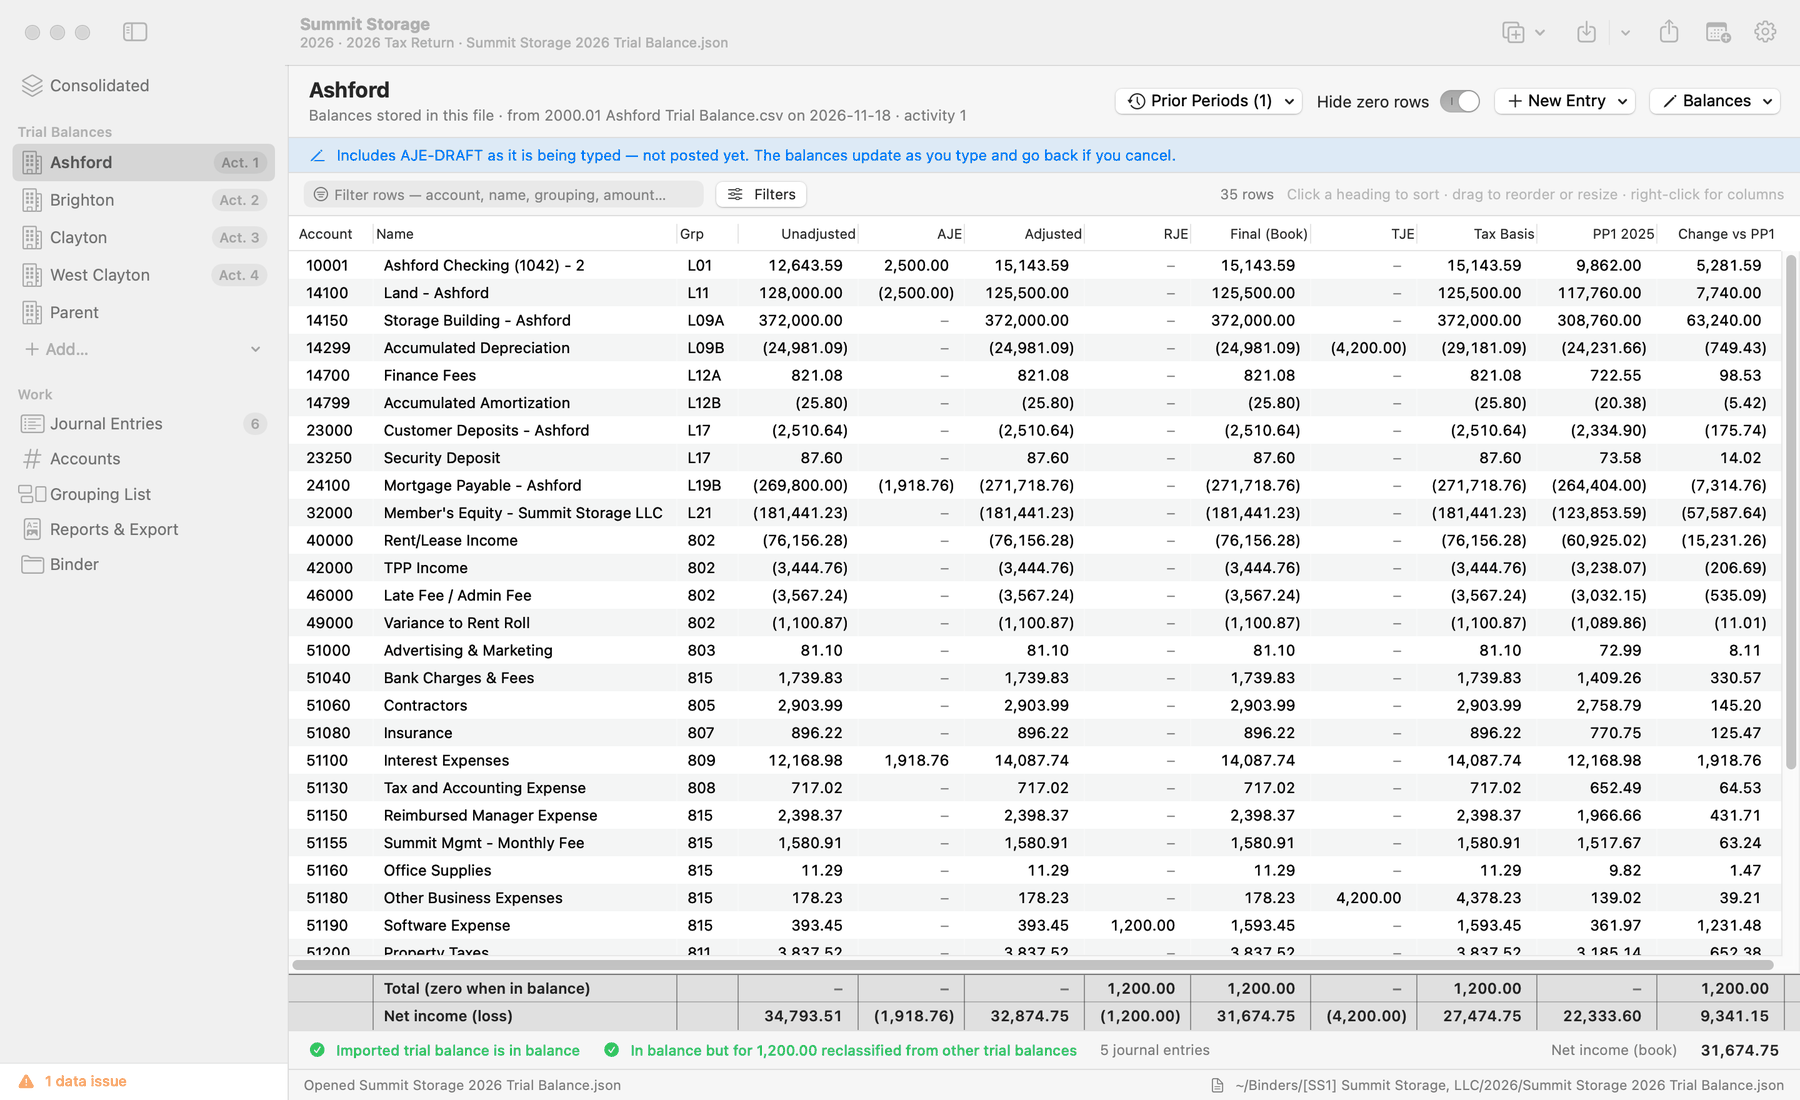 Summit Storage
2026 · 2026 Tax Return · Summit Storage 2026 Trial Balance.json
Consolidated
Trial Balances
Ashford Act. 1
Brighton Act. 2
Clayton Act. 3
West Clayton Act. 4
Parent
+ Add...
Work
Journal Entries 6
Accounts
Grouping List
Reports & Export
Binder
1 data issue
Ashford
Balances stored in this file · from 2000.01 Ashford Trial Balance.csv on 2026-11-18 · activity 1
Prior Periods (1)
Hide zero rows
+ New Entry
Balances
Includes AJE-DRAFT as it is being typed — not posted yet. The balances update as you type and go back if you cancel.
Filter rows — account, name, grouping, amount...
Filters
35 rows Click a heading to sort · drag to reorder or resize · right-click for columns
Account Name Grp Unadjusted AJE Adjusted RJE Final (Book) TJE Tax Basis PP1 2025 Change vs PP1
10001 Ashford Checking (1042) - 2 L01 12,643.59 2,500.00 15,143.59 – 15,143.59 – 15,143.59 9,862.00 5,281.59
14100 Land - Ashford L11 128,000.00 (2,500.00) 125,500.00 – 125,500.00 – 125,500.00 117,760.00 7,740.00
14150 Storage Building - Ashford L09A 372,000.00 – 372,000.00 – 372,000.00 – 372,000.00 308,760.00 63,240.00
14299 Accumulated Depreciation L09B (24,981.09) – (24,981.09) – (24,981.09) (4,200.00) (29,181.09) (24,231.66) (749.43)
14700 Finance Fees L12A 821.08 – 821.08 – 821.08 – 821.08 722.55 98.53
14799 Accumulated Amortization L12B (25.80) – (25.80) – (25.80) – (25.80) (20.38) (5.42)
23000 Customer Deposits - Ashford L17 (2,510.64) – (2,510.64) – (2,510.64) – (2,510.64) (2,334.90) (175.74)
23250 Security Deposit L17 87.60 – 87.60 – 87.60 – 87.60 73.58 14.02
24100 Mortgage Payable - Ashford L19B (269,800.00) (1,918.76) (271,718.76) – (271,718.76) – (271,718.76) (264,404.00) (7,314.76)
32000 Member's Equity - Summit Storage LLC L21 (181,441.23) – (181,441.23) – (181,441.23) – (181,441.23) (123,853.59) (57,587.64)
40000 Rent/Lease Income 802 (76,156.28) – (76,156.28) – (76,156.28) – (76,156.28) (60,925.02) (15,231.26)
42000 TPP Income 802 (3,444.76) – (3,444.76) – (3,444.76) – (3,444.76) (3,238.07) (206.69)
46000 Late Fee / Admin Fee 802 (3,567.24) – (3,567.24) – (3,567.24) – (3,567.24) (3,032.15) (535.09)
49000 Variance to Rent Roll 802 (1,100.87) – (1,100.87) – (1,100.87) – (1,100.87) (1,089.86) (11.01)
51000 Advertising & Marketing 803 81.10 – 81.10 – 81.10 – 81.10 72.99 8.11
51040 Bank Charges & Fees 815 1,739.83 – 1,739.83 – 1,739.83 – 1,739.83 1,409.26 330.57
51060 Contractors 805 2,903.99 – 2,903.99 – 2,903.99 – 2,903.99 2,758.79 145.20
51080 Insurance 807 896.22 – 896.22 – 896.22 – 896.22 770.75 125.47
51100 Interest Expenses 809 12,168.98 1,918.76 14,087.74 – 14,087.74 – 14,087.74 12,168.98 1,918.76
51130 Tax and Accounting Expense 808 717.02 – 717.02 – 717.02 – 717.02 652.49 64.53
51150 Reimbursed Manager Expense 815 2,398.37 – 2,398.37 – 2,398.37 – 2,398.37 1,966.66 431.71
51155 Summit Mgmt - Monthly Fee 815 1,580.91 – 1,580.91 – 1,580.91 – 1,580.91 1,517.67 63.24
51160 Office Supplies 815 11.29 – 11.29 – 11.29 – 11.29 9.82 1.47
51180 Other Business Expenses 815 178.23 – 178.23 – 178.23 4,200.00 4,378.23 139.02 39.21
51190 Software Expense 815 393.45 – 393.45 1,200.00 1,593.45 – 1,593.45 361.97 1,231.48
51200 Property Taxes 811 3,837.52 – 3,837.52 – 3,837.52 – 3,837.52 3,185.14 652.38
Total (zero when in balance) – – – 1,200.00 1,200.00 – 1,200.00 – 1,200.00
Net income (loss) 34,793.51 (1,918.76) 32,874.75 (1,200.00) 31,674.75 (4,200.00) 27,474.75 22,333.60 9,341.15
Imported trial balance is in balance In balance but for 1,200.00 reclassified from other trial balances 5 journal entries Net income (book) 31,674.75
Opened Summit Storage 2026 Trial Balance.json ~/Binders/[SS1] Summit Storage, LLC/2026/Summit Storage 2026 Trial Balance.json